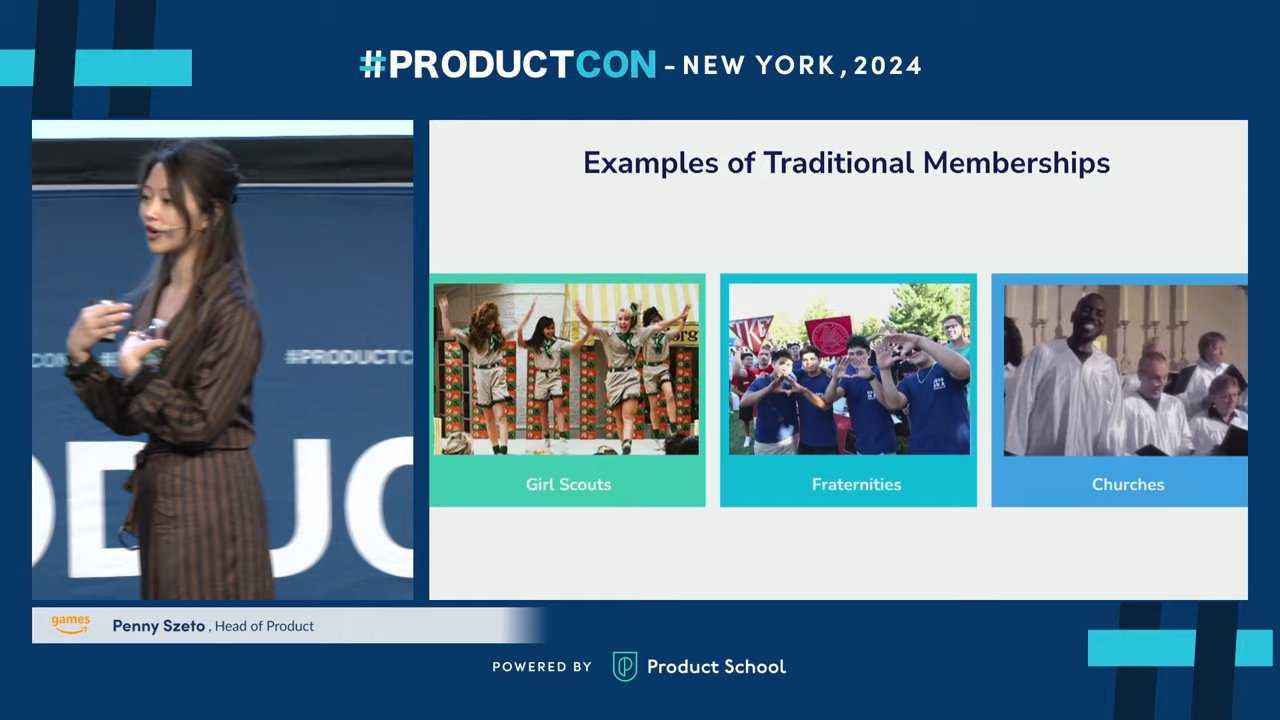 #PRODUCTCON - NEW YORK, 2024
Examples of Traditional Memberships
#PRODUCTC
Girl Scouts
Fraternities
Churches
games
Penny Szeto, Head of Product
POWERED BY Product School